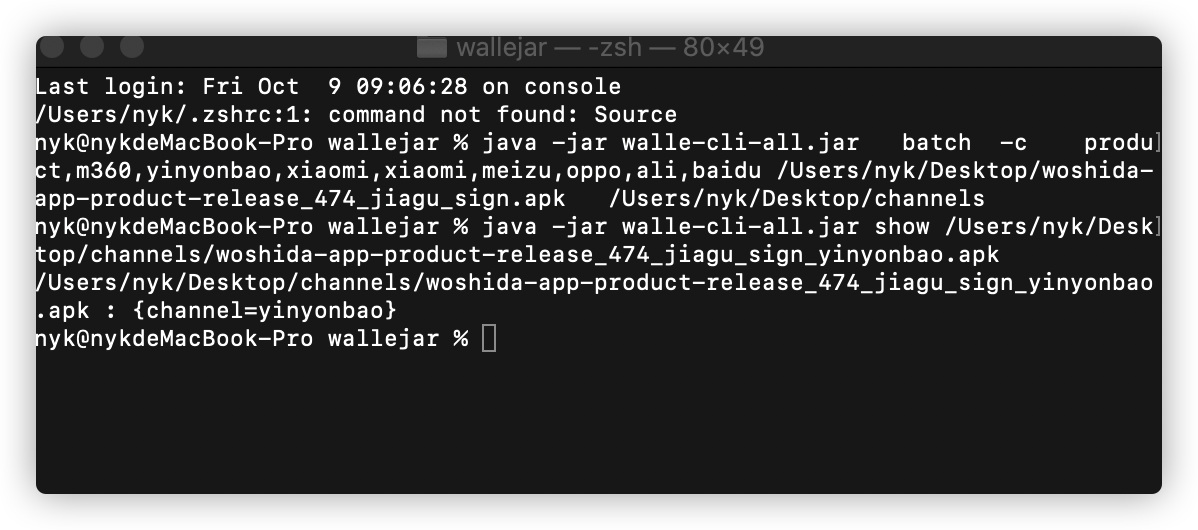 wallejar — -zsh — 80×49
Last login: Fri Oct  9 09:06:28 on console
/Users/nyk/.zshrc:1: command not found: Source
nyk@nykdeMacBook-Pro wallejar % java -jar walle-cli-all.jar   batch  -c    produ]
ct,m360,yinyonbao,xiaomi,xiaomi,meizu,oppo,ali,baidu /Users/nyk/Desktop/woshida-
app-product-release_474_jiagu_sign.apk   /Users/nyk/Desktop/channels
nyk@nykdeMacBook-Pro wallejar % java -jar walle-cli-all.jar show /Users/nyk/Desk]
top/channels/woshida-app-product-release_474_jiagu_sign_yinyonbao.apk
/Users/nyk/Desktop/channels/woshida-app-product-release_474_jiagu_sign_yinyonbao
.apk : {channel=yinyonbao}
nyk@nykdeMacBook-Pro wallejar %